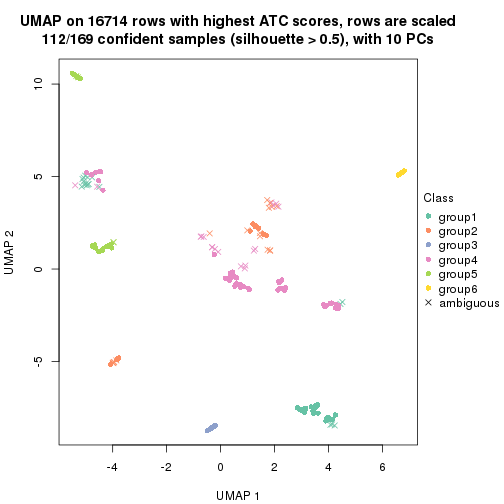 UMAP on 16714 rows with highest ATC scores, rows are scaled
112/169 confident samples (silhouette > 0.5), with 10 PCs
10
5
0
-5
UMAP 2
-4
-2
0
2
4
6
UMAP 1
Class
group1
group2
group3
group4
group5
group6
ambiguous